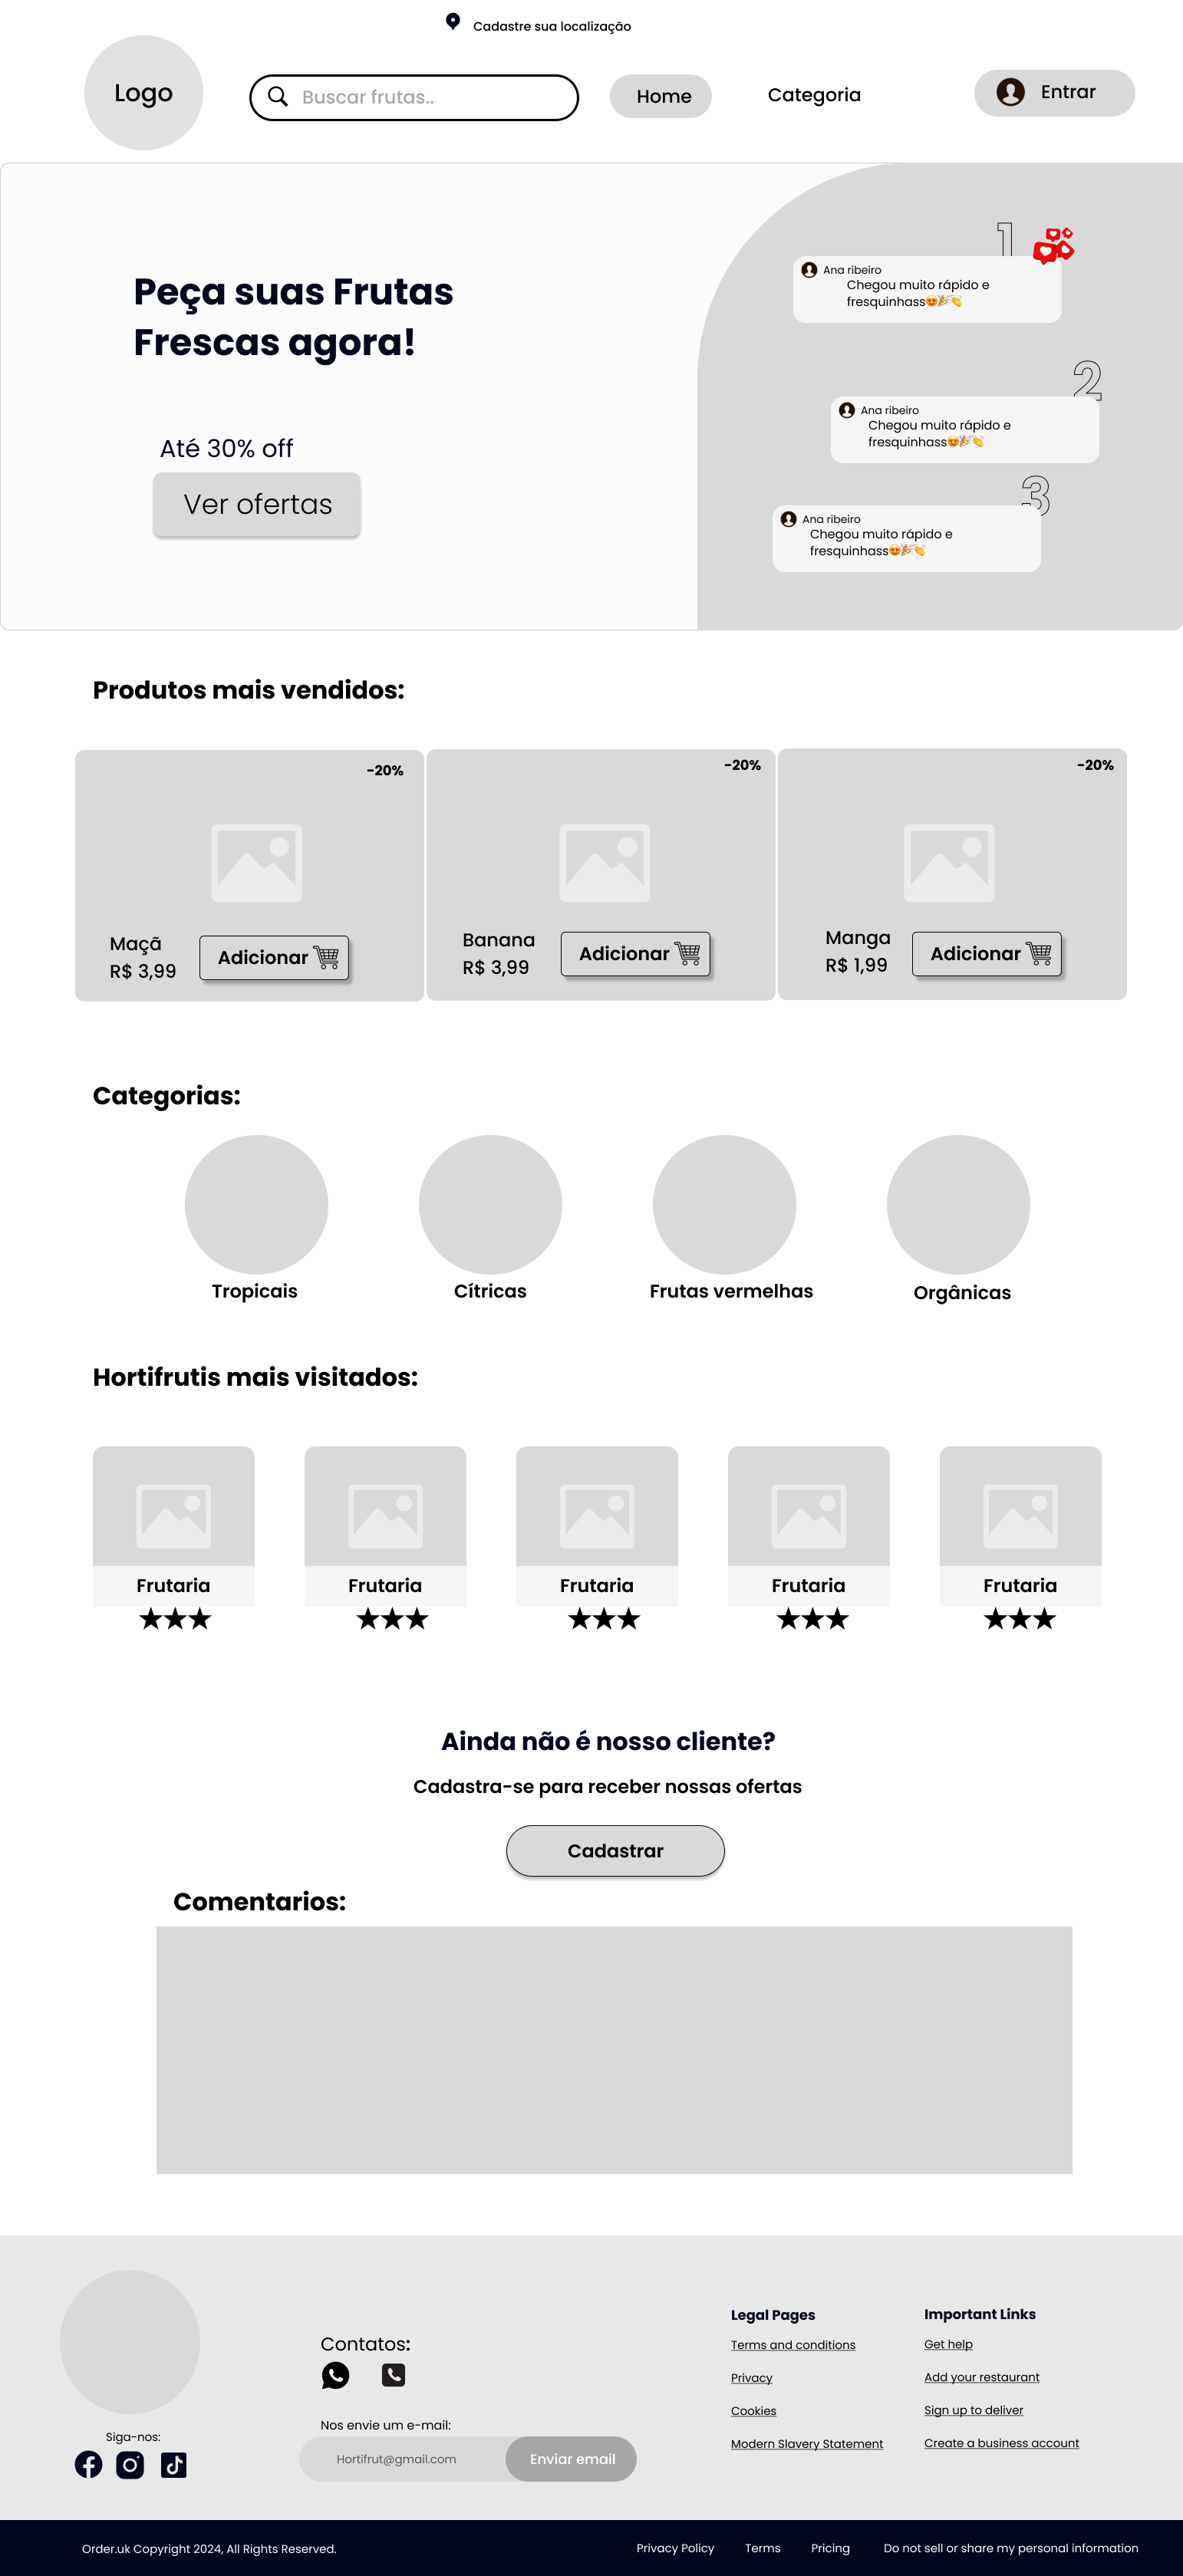 Cadastre sua localização
Logo
Buscar frutas..
Home
Categoria
Entrar
Peça suas Frutas
Frescas agora!
Até 30% off
Ver ofertas
1
Ana ribeiro
Chegou muito rápido e
fresquinhass😍🎉👏
2
Ana ribeiro
Chegou muito rápido e
fresquinhass😍🎉👏
3
Ana ribeiro
Chegou muito rápido e
fresquinhass😍🎉👏
Produtos mais vendidos:
-20%
Maçã
R$ 3,99
Adicionar
-20%
Banana
R$ 3,99
Adicionar
-20%
Manga
R$ 1,99
Adicionar
Categorias:
Tropicais
Cítricas
Frutas vermelhas
Orgânicas
Hortifrutis mais visitados:
Frutaria
Frutaria
Frutaria
Frutaria
Frutaria
Ainda não é nosso cliente?
Cadastra-se para receber nossas ofertas
Cadastrar
Comentarios:
Siga-nos:
Contatos:
Nos envie um e-mail:
Hortifrut@gmail.com
Enviar email
Legal Pages
Terms and conditions
Privacy
Cookies
Modern Slavery Statement
Important Links
Get help
Add your restaurant
Sign up to deliver
Create a business account
Order.uk Copyright 2024, All Rights Reserved.
Privacy Policy
Terms
Pricing
Do not sell or share my personal information